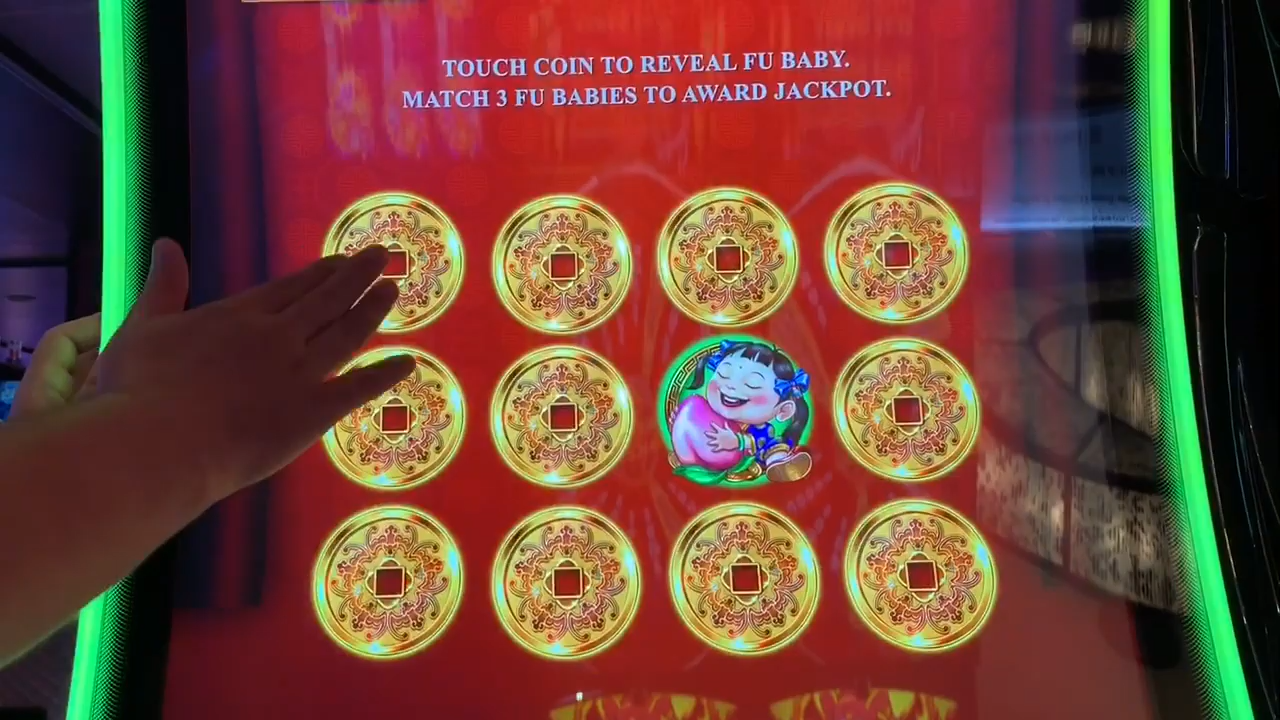 TOUCH COIN TO REVEAL FU BABY.
MATCH 3 FU BABIES TO AWARD JACKPOT.